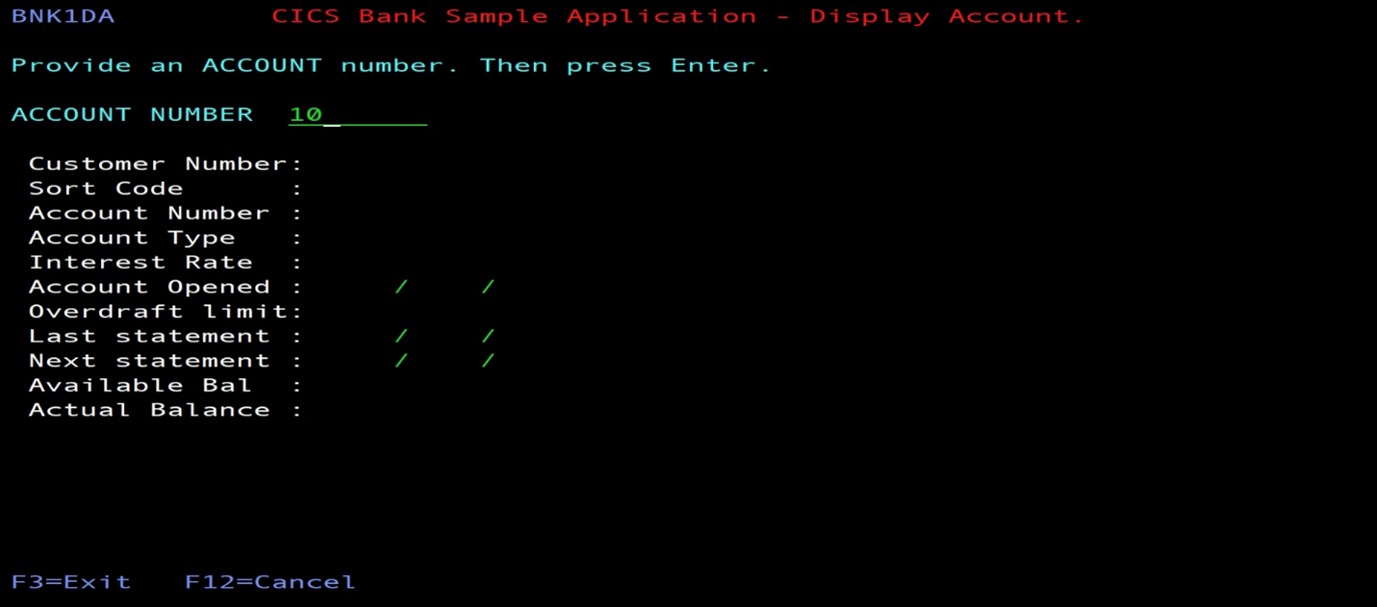 BNK1DA CICS Bank Sample Application - Display Account.
Provide an ACCOUNT number. Then press Enter.
ACCOUNT NUMBER 10_
Customer Number:
Sort Code :
Account Number :
Account Type :
Interest Rate :
Account Opened : / /
Overdraft limit:
Last statement : / /
Next statement : / /
Available Bal :
Actual Balance :
F3=Exit F12=Cancel